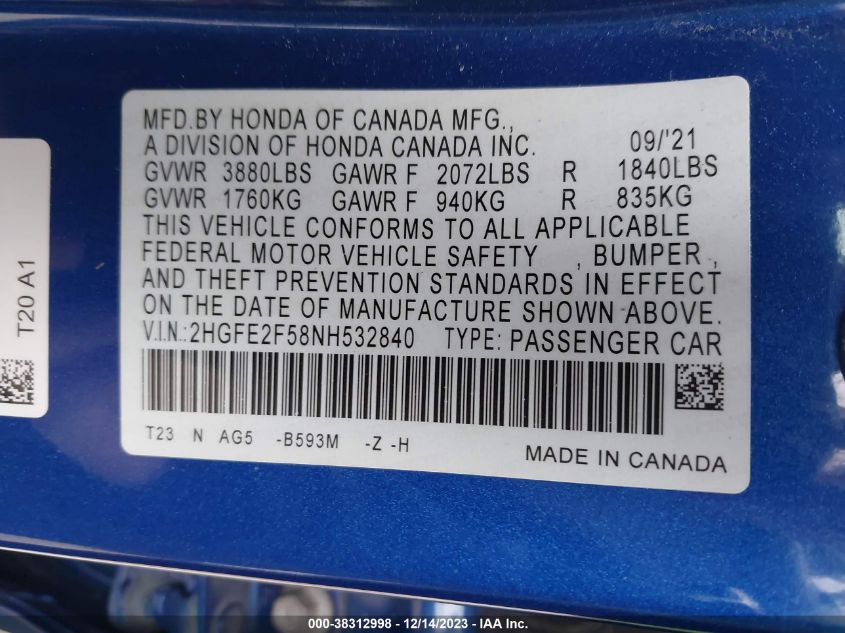 MFD.BY HONDA OF CANADA MFG.,
A DIVISION OF HONDA CANADA INC. 09/'21
GVWR 3880LBS GAWR F 2072LBS R 1840LBS
GVWR 1760KG GAWR F 940KG R 835KG
THIS VEHICLE CONFORMS TO ALL APPLICABLE
FEDERAL MOTOR VEHICLE SAFETY , BUMPER ,
AND THEFT PREVENTION STANDARDS IN EFFECT
ON THE DATE OF MANUFACTURE SHOWN ABOVE.
V.I.N.:2HGFE2F58NH532840 TYPE: PASSENGER CAR
T23 N AG5 -B593M -Z -H
MADE IN CANADA
T20 A1
000-38312998 - 12/14/2023 - IAA Inc.